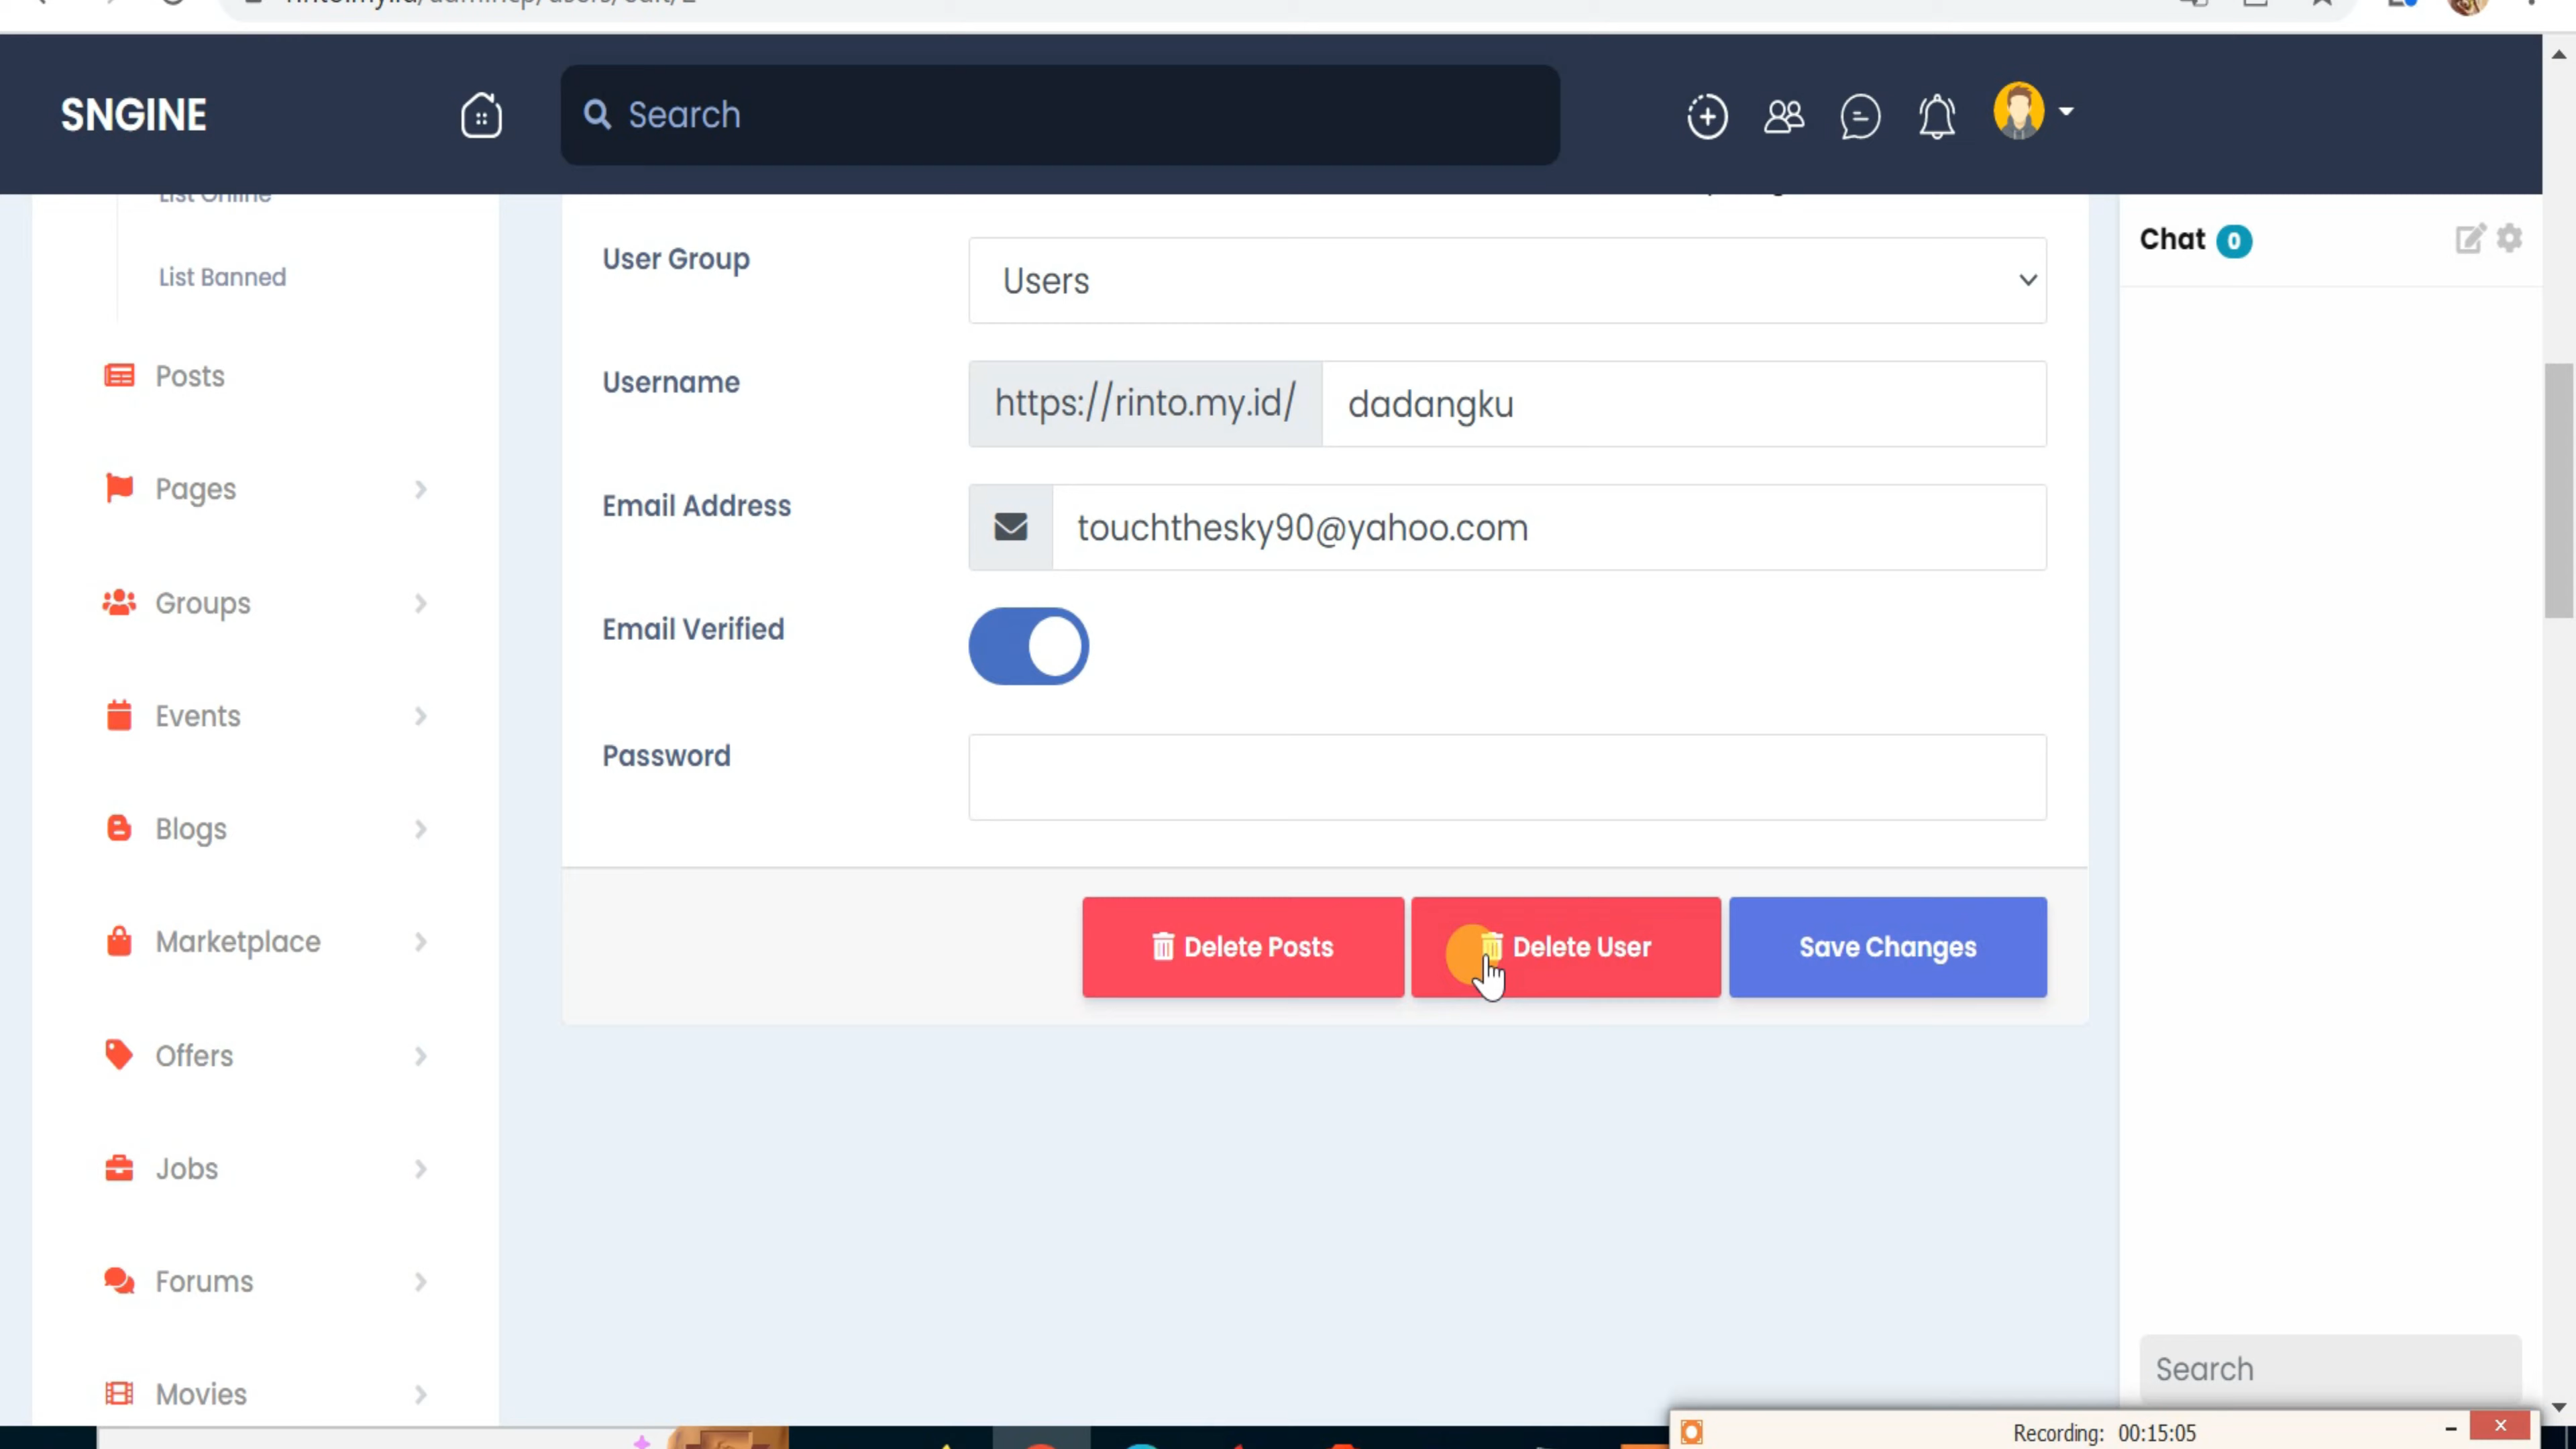 SNGINE
Search
List Online
List Banned
Posts
Pages
Groups
Events
Blogs
Marketplace
Offers
Jobs
Forums
Movies
User Group
Users
Username
https://rinto.my.id/
dadangku
Email Address
touchthesky90@yahoo.com
Email Verified
Password
Delete Posts
Delete User
Save Changes
Chat 0
Search
Recording: 00:15:05